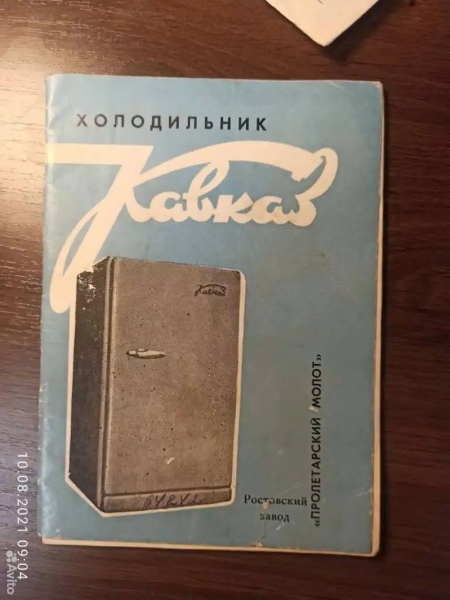 ХОЛОДИЛЬНИК
Кавказ
Кавказ
Ростовский
завод
«ПРОЛЕТАРСКИЙ МОЛОТ»
10.08.2021 09:04
Avito